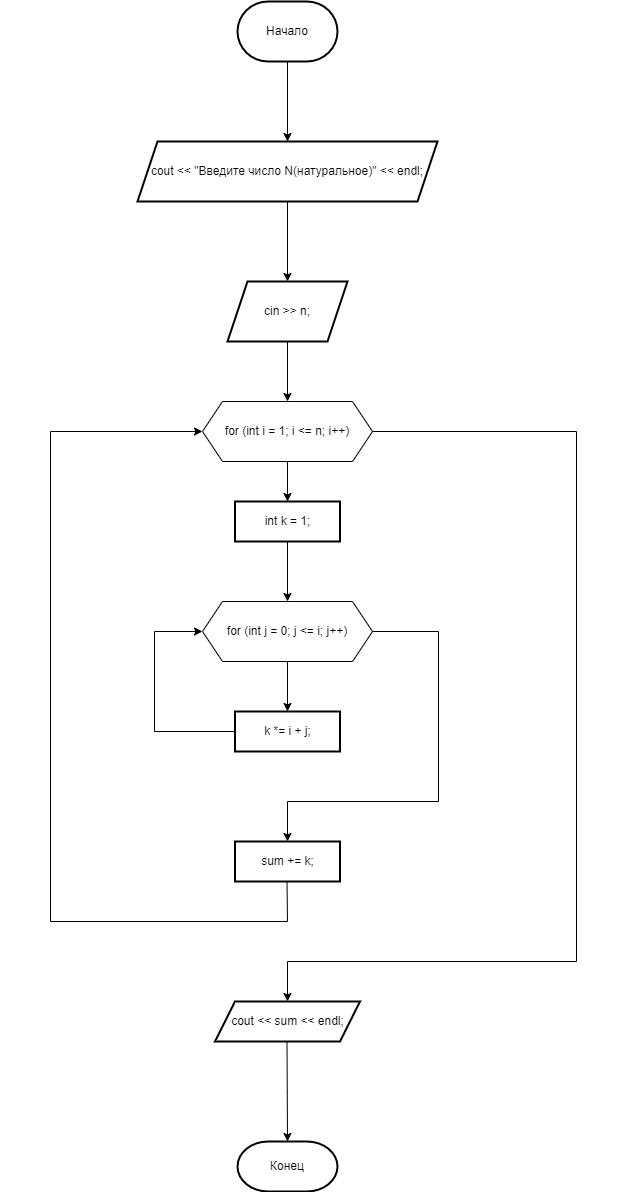 Начало
cout << "Введите число N(натуральное)" << endl;
cin >> n;
for (int i = 1; i <= n; i++)
int k = 1;
for (int j = 0; j <= i; j++)
k *= i + j;
sum += k;
cout << sum << endl;
Конец